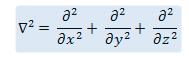 ∇² = ∂²/∂x² + ∂²/∂y² + ∂²/∂z²